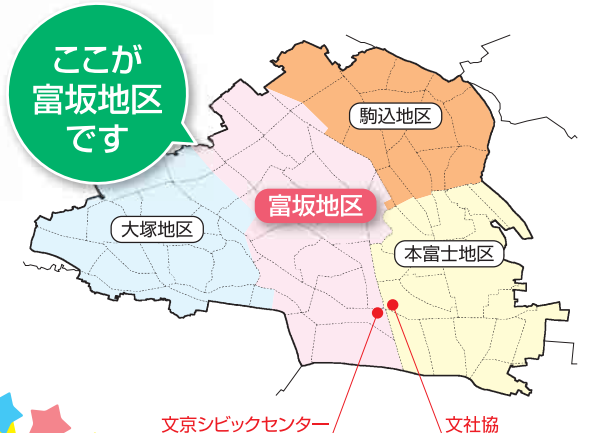 ここが
富坂地区
です
駒込地区
富坂地区
大塚地区
本富士地区
文京シビックセンター
文社協